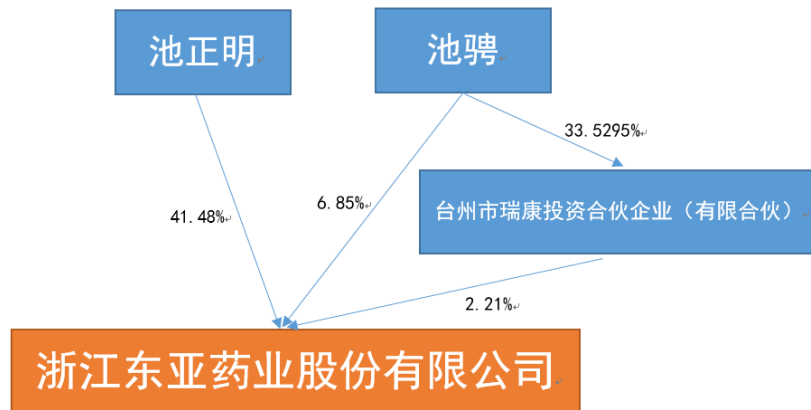 池正明
池骋
33.5295%
台州市瑞康投资合伙企业（有限合伙）
6.85%
41.48%
2.21%
浙江东亚药业股份有限公司